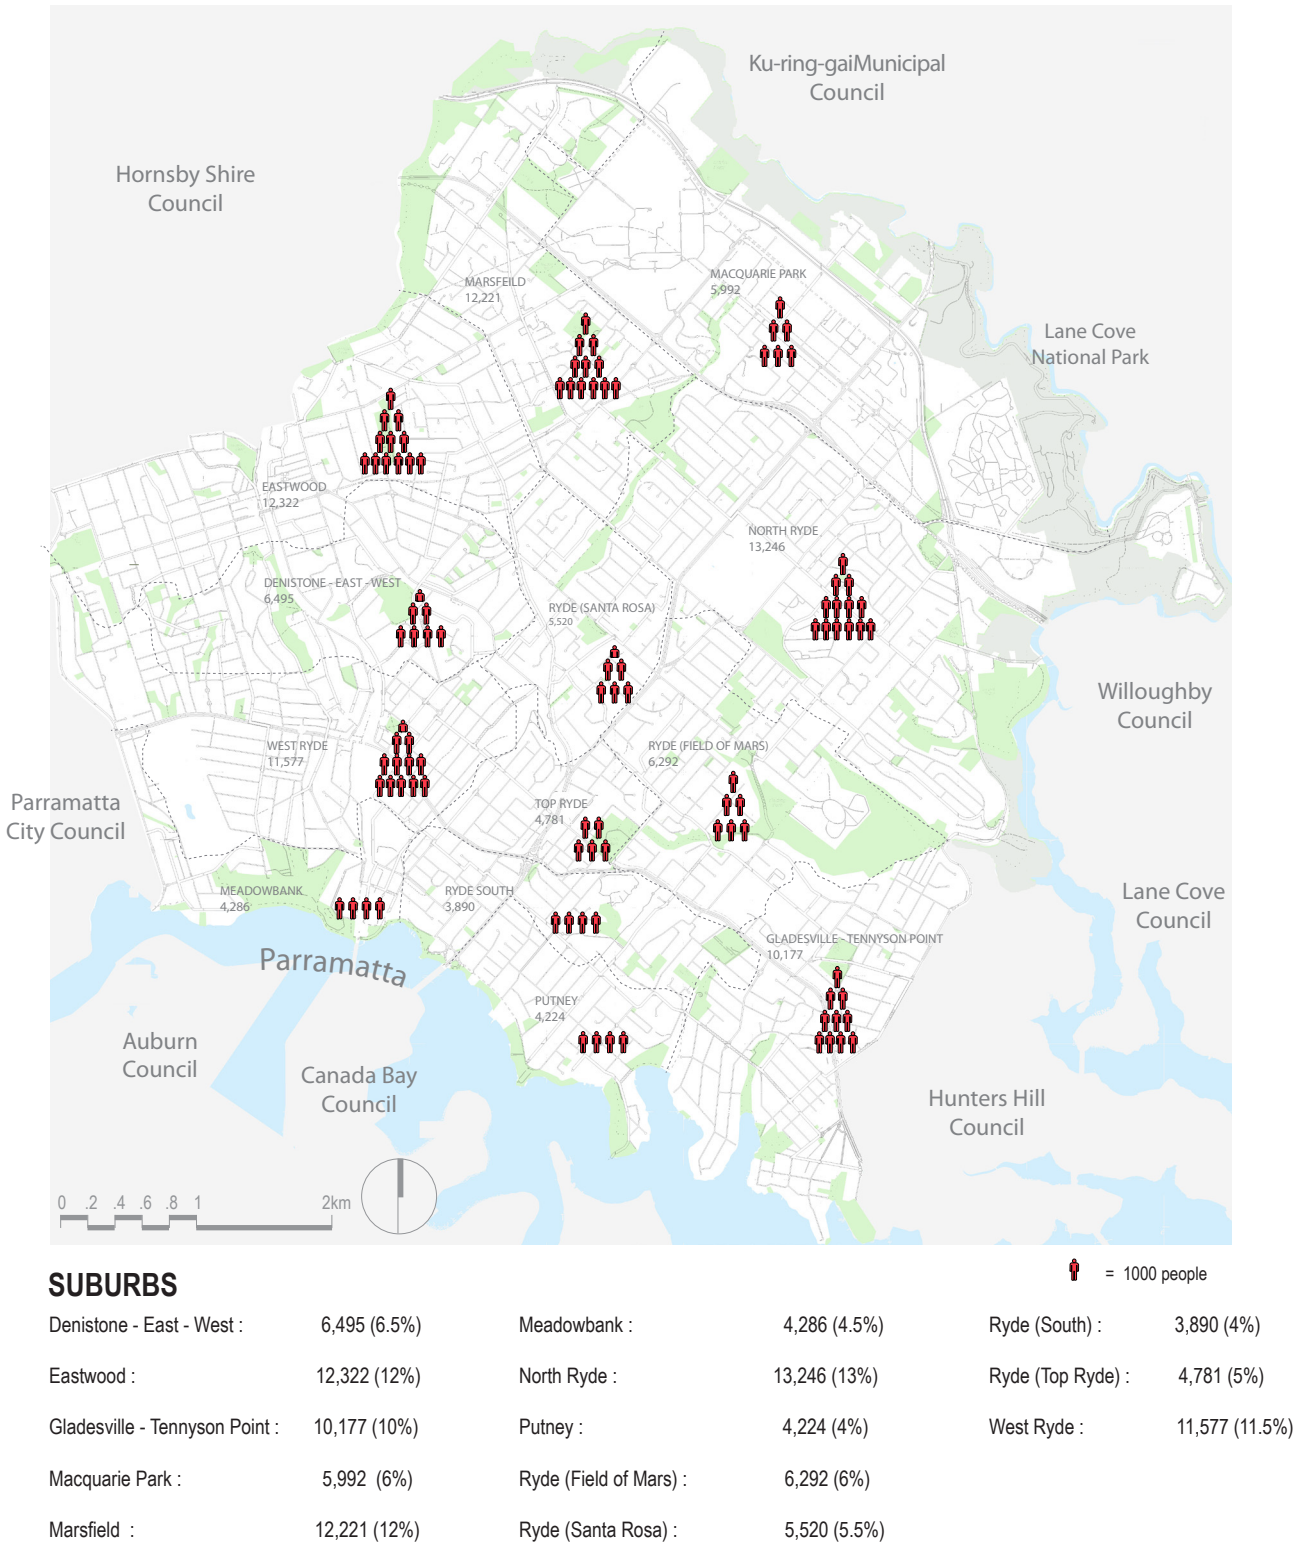 Ku-ring-gaiMunicipal
Council
Hornsby Shire
Council
MARSFEILD
12,221
MACQUARIE PARK
5,992
Lane Cove
National Park
EASTWOOD
12,322
NORTH RYDE
13,246
DENISTONE - EAST - WEST
6,495
RYDE (SANTA ROSA)
5,520
Willoughby
Council
WEST RYDE
11,577
RYDE (FIELD OF MARS)
6,292
Parramatta
City Council
TOP RYDE
4,781
MEADOWBANK
4,286
RYDE SOUTH
3,890
Lane Cove
Council
GLADESVILLE - TENNYSON POINT
10,177
Parramatta
PUTNEY
4,224
Auburn
Council
Canada Bay
Council
Hunters Hill
Council
0 .2 .4 .6 .8 1 2km
= 1000 people
SUBURBS
Denistone - East - West : 6,495 (6.5%)
Eastwood : 12,322 (12%)
Gladesville - Tennyson Point : 10,177 (10%)
Macquarie Park : 5,992 (6%)
Marsfield : 12,221 (12%)
Meadowbank : 4,286 (4.5%)
North Ryde : 13,246 (13%)
Putney : 4,224 (4%)
Ryde (Field of Mars) : 6,292 (6%)
Ryde (Santa Rosa) : 5,520 (5.5%)
Ryde (South) : 3,890 (4%)
Ryde (Top Ryde) : 4,781 (5%)
West Ryde : 11,577 (11.5%)